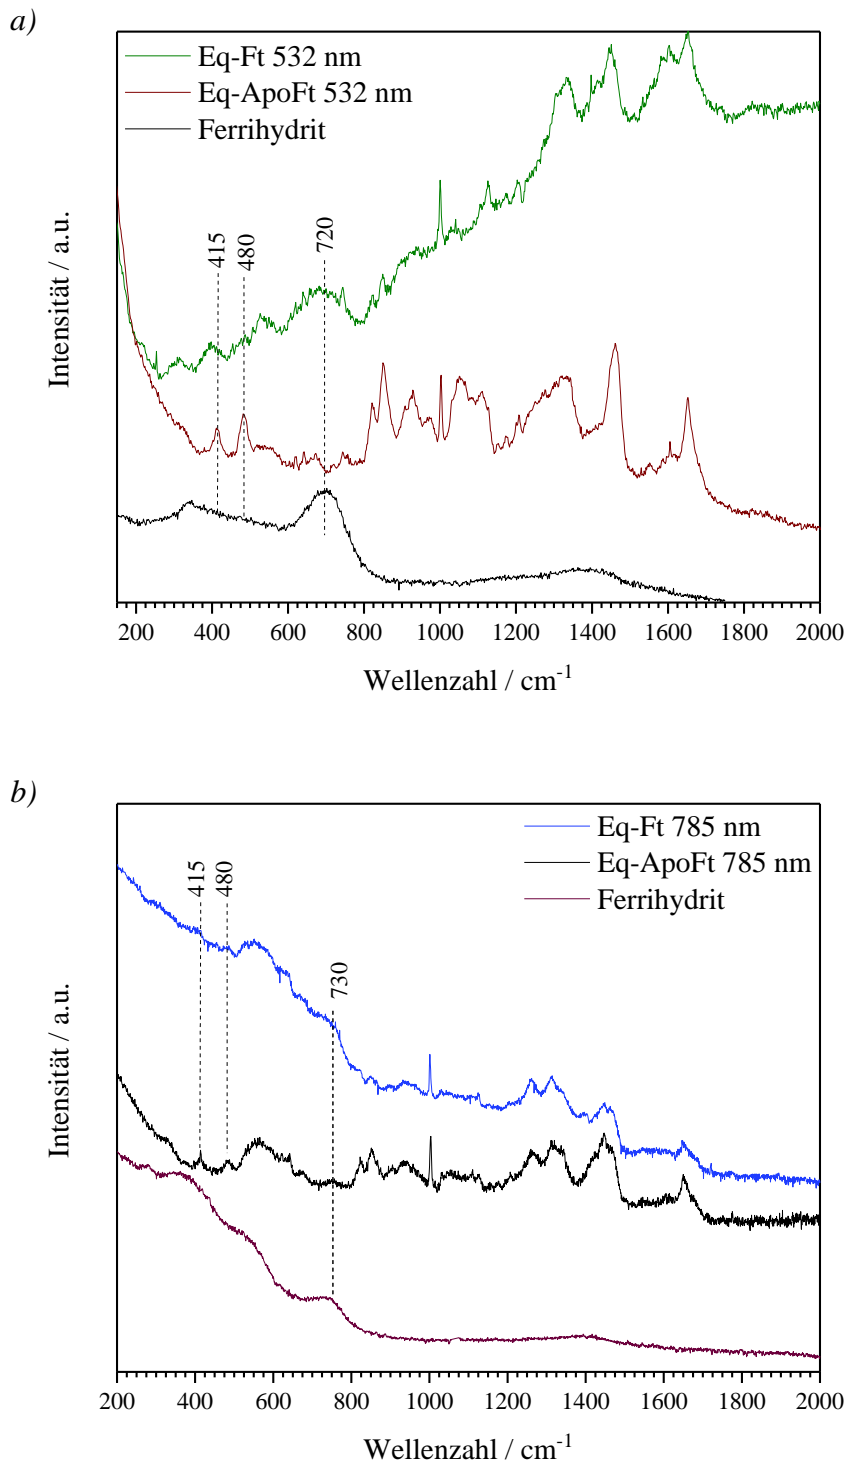 a)
Eq-Ft 532 nm
Eq-ApoFt 532 nm
Ferrihydrit
415
480
720
Intensität / a.u.
200 400 600 800 1000 1200 1400 1600 1800 2000
Wellenzahl / cm⁻¹
b)
Eq-Ft 785 nm
Eq-ApoFt 785 nm
Ferrihydrit
415
480
730
Intensität / a.u.
200 400 600 800 1000 1200 1400 1600 1800 2000
Wellenzahl / cm⁻¹